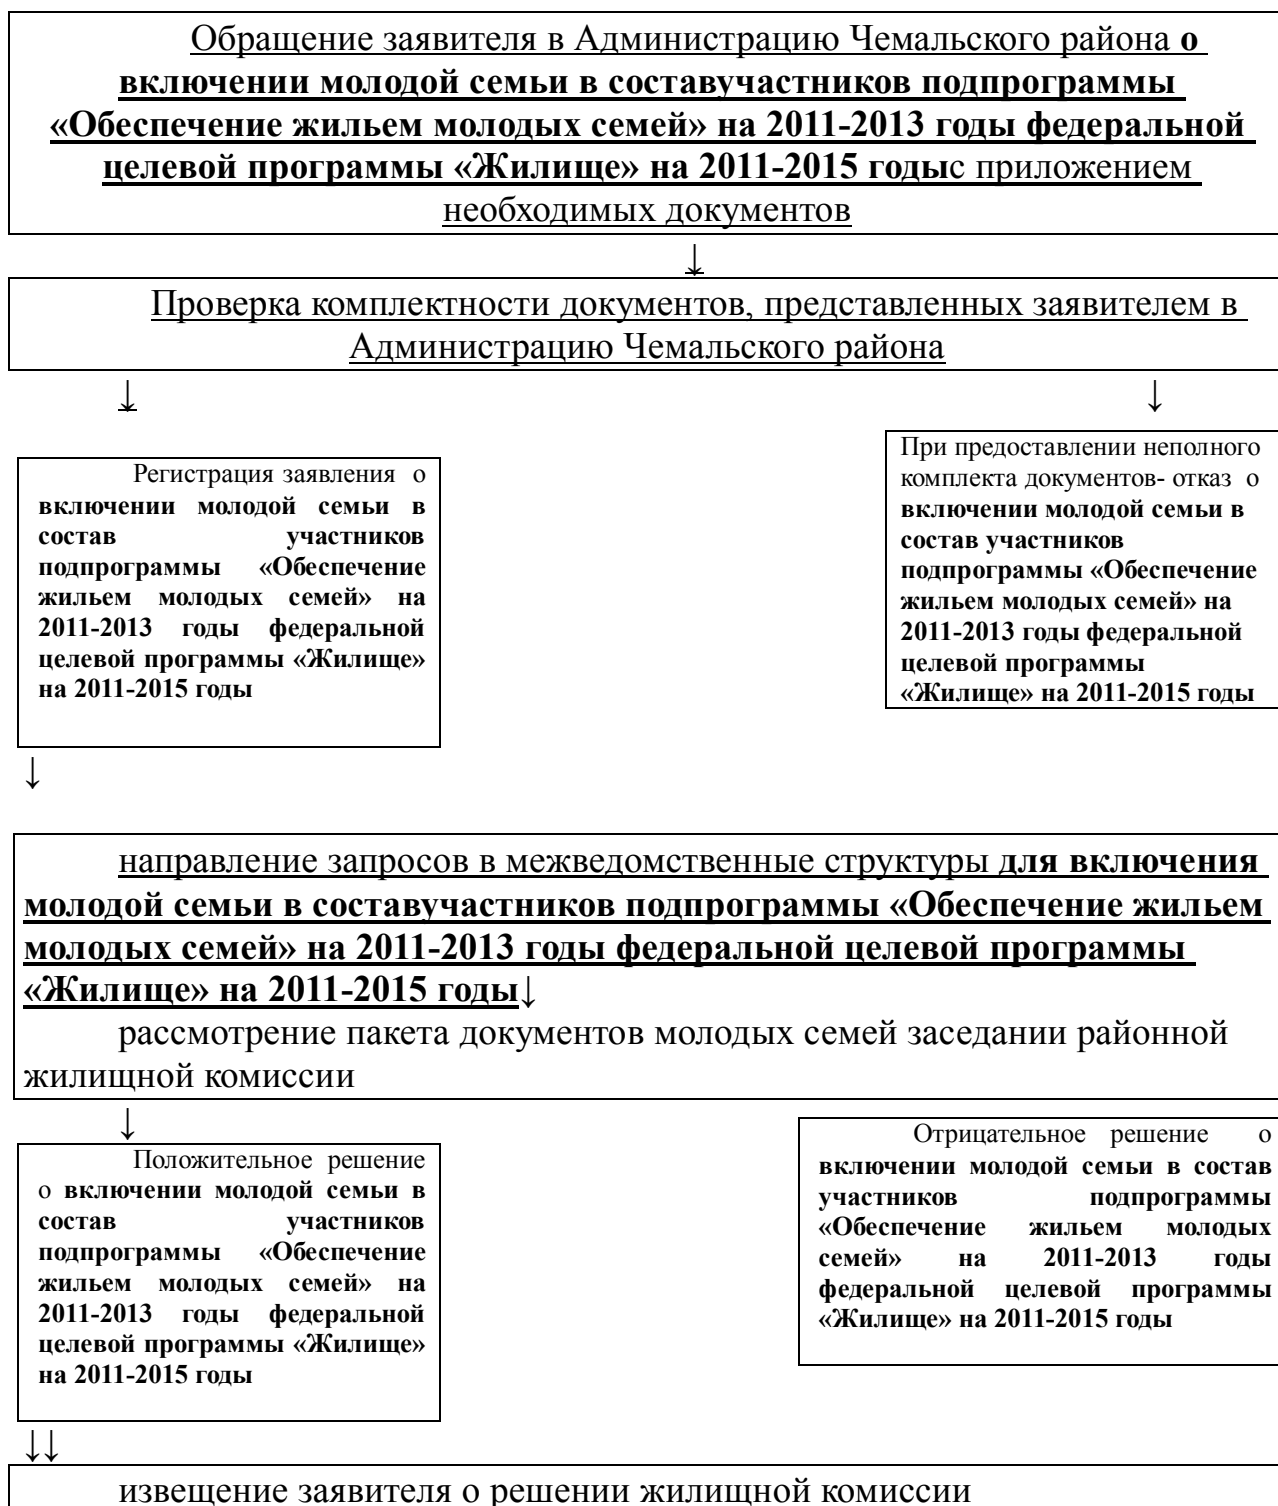 Обращение заявителя в Администрацию Чемальского района о
включении молодой семьи в составучастников подпрограммы
«Обеспечение жильем молодых семей» на 2011-2013 годы федеральной
целевой программы «Жилище» на 2011-2015 годыс приложением
необходимых документов
↓
Проверка комплектности документов, представленных заявителем в
Администрацию Чемальского района
↓ ↓
Регистрация заявления о
включении молодой семьи в
состав участников
подпрограммы «Обеспечение
жильем молодых семей» на
2011-2013 годы федеральной
целевой программы «Жилище»
на 2011-2015 годы
При предоставлении неполного
комплекта документов- отказ о
включении молодой семьи в
состав участников
подпрограммы «Обеспечение
жильем молодых семей» на
2011-2013 годы федеральной
целевой программы
«Жилище» на 2011-2015 годы
↓
направление запросов в межведомственные структуры для включения
молодой семьи в составучастников подпрограммы «Обеспечение жильем
молодых семей» на 2011-2013 годы федеральной целевой программы
«Жилище» на 2011-2015 годы↓
рассмотрение пакета документов молодых семей заседании районной
жилищной комиссии
↓
Положительное решение
о включении молодой семьи в
состав участников
подпрограммы «Обеспечение
жильем молодых семей» на
2011-2013 годы федеральной
целевой программы «Жилище»
на 2011-2015 годы
Отрицательное решение о
включении молодой семьи в состав
участников подпрограммы
«Обеспечение жильем молодых
семей» на 2011-2013 годы
федеральной целевой программы
«Жилище» на 2011-2015 годы
↓↓
извещение заявителя о решении жилищной комиссии